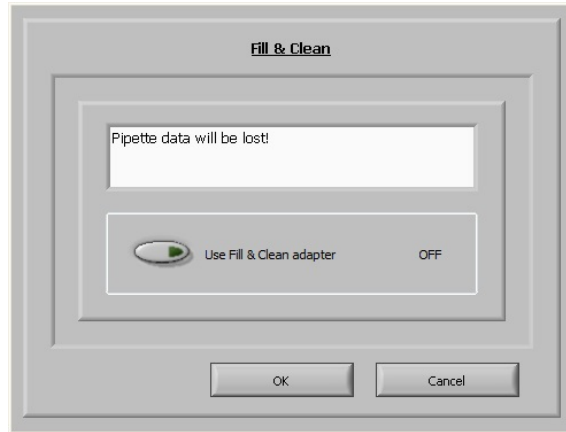 Fill & Clean
Pipette data will be lost!
Use Fill & Clean adapter OFF
OK Cancel